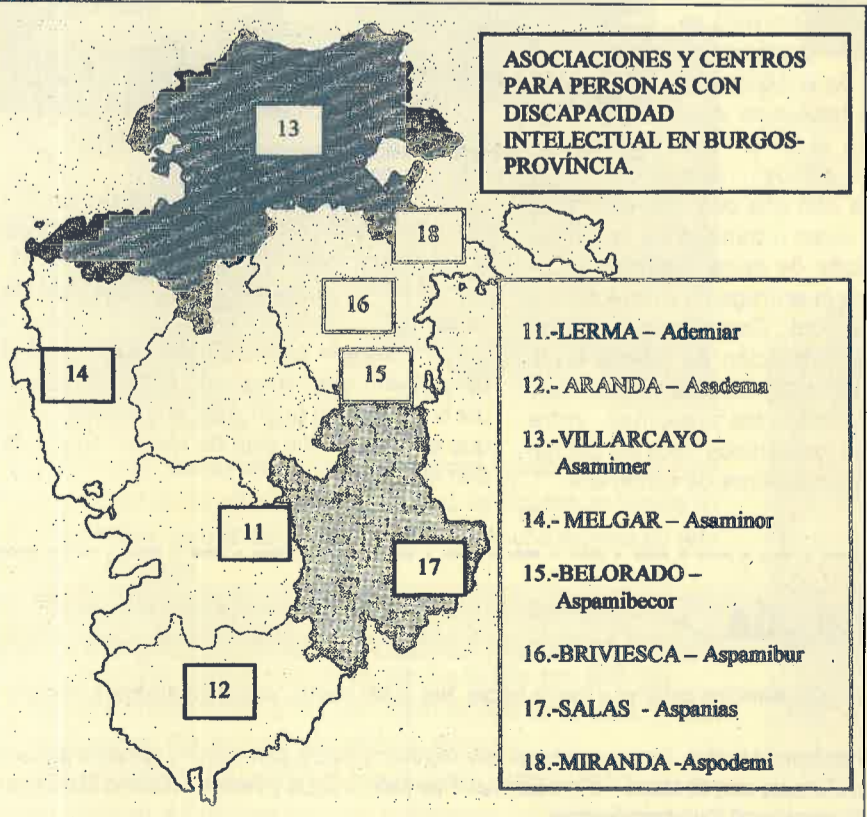 ASOCIACIONES Y CENTROS
PARA PERSONAS CON
DISCAPACIDAD
INTELECTUAL EN BURGOS-
PROVÍNCIA.
13
18
16
14
15
11
17
12
11.-LERMA – Ademiar
12.- ARANDA – Asadema
13.-VILLARCAYO –
Asamimer
14.- MELGAR – Asaminor
15.-BELORADO –
Aspamibecor
16.-BRIVIESCA – Aspamibur
17.-SALAS - Aspanias
18.-MIRANDA -Aspodemi